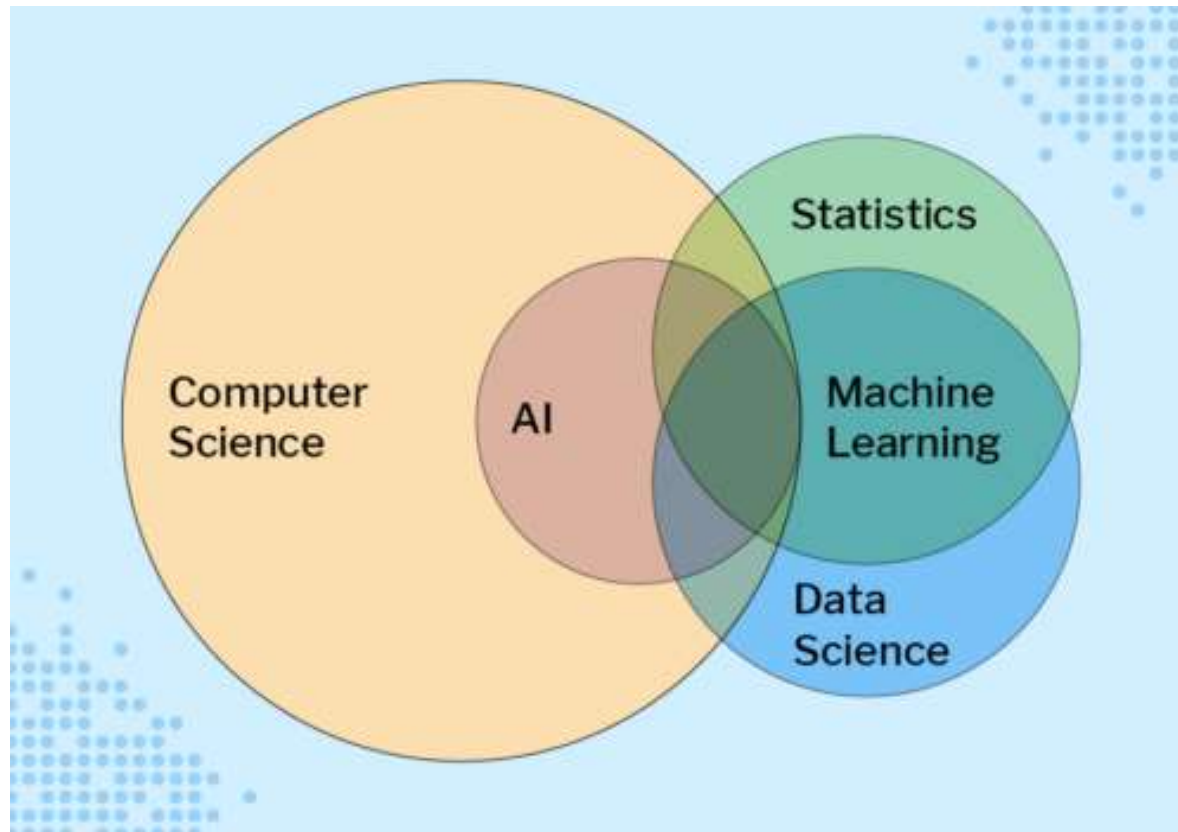 Statistics
Computer
Science
AI
Machine
Learning
Data
Science